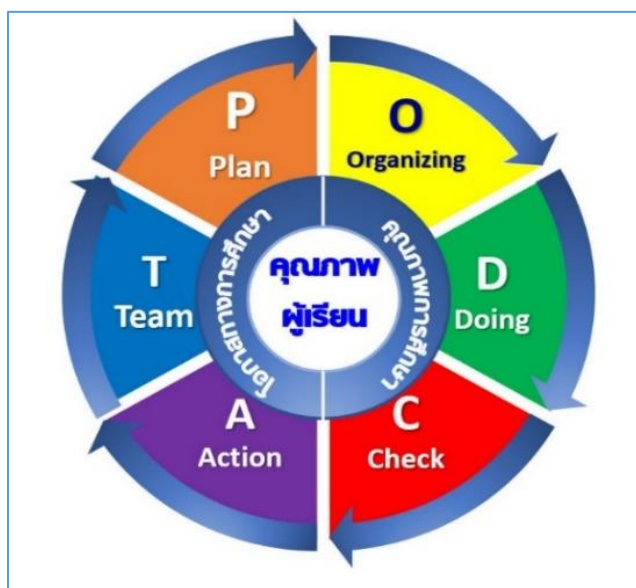 P
Plan
O
Organizing
D
Doing
C
Check
A
Action
T
Team
โอกาสทางการศึกษา
คุณภาพการศึกษา
คุณภาพ
ผู้เรียน